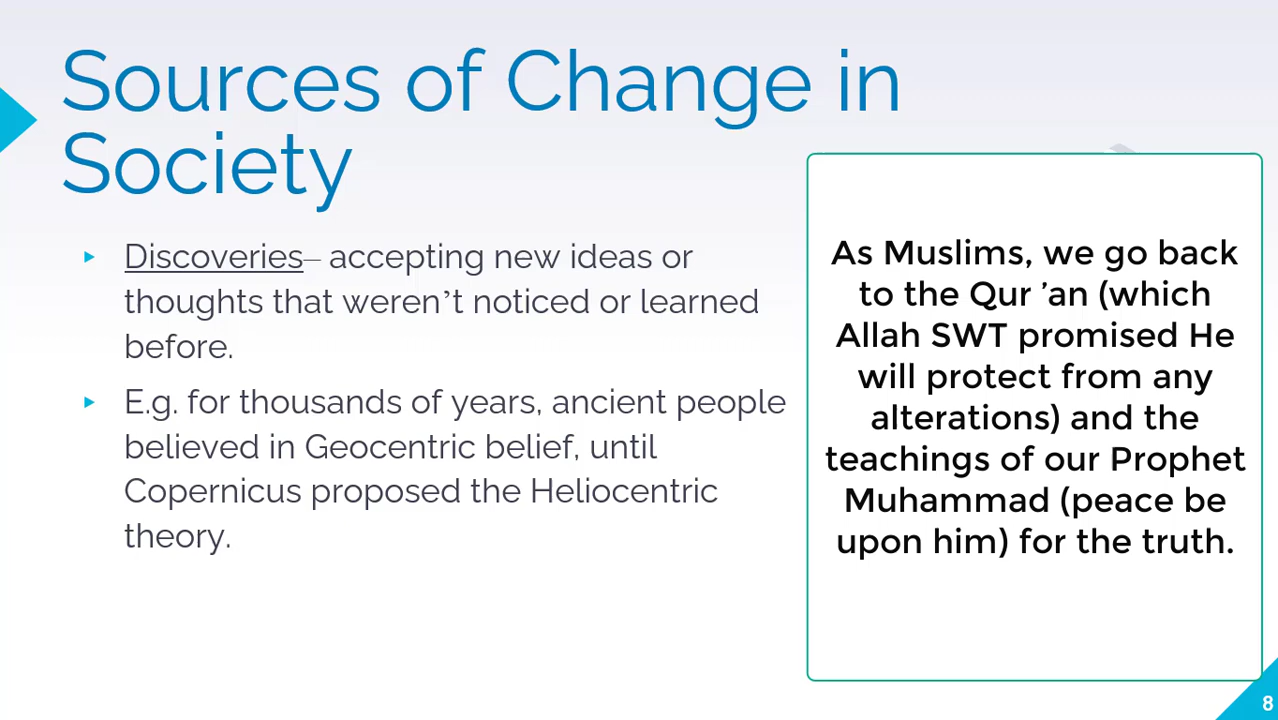 Sources of Change in
Society
Discoveries– accepting new ideas or
thoughts that weren’t noticed or learned
before.
E.g. for thousands of years, ancient people
believed in Geocentric belief, until
Copernicus proposed the Heliocentric
theory.
As Muslims, we go back
to the Qur ’an (which
Allah SWT promised He
will protect from any
alterations) and the
teachings of our Prophet
Muhammad (peace be
upon him) for the truth.
8